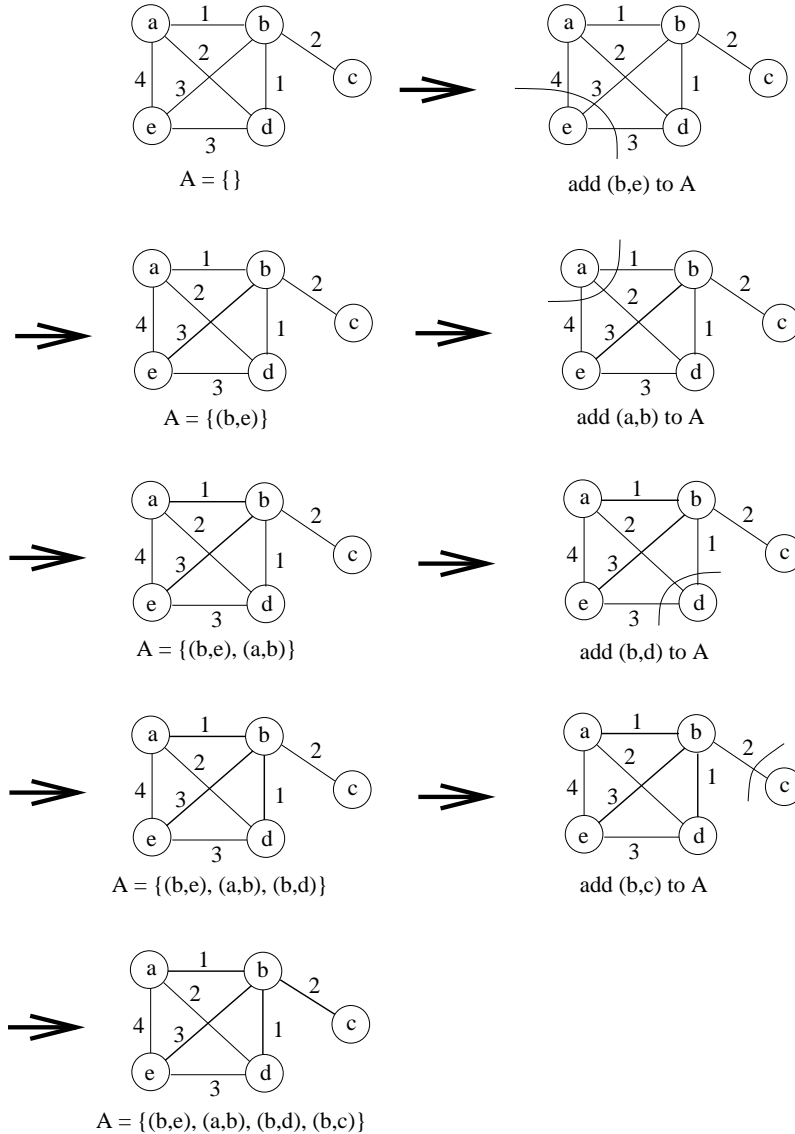 a 1 b 2 c
4 3 2 1
e 3 d
A = {}
a 1 b 2 c
4 3 2 1
e 3 d
add (b,e) to A
a 1 b 2 c
4 3 2 1
e 3 d
A = {(b,e)}
a 1 b 2 c
4 3 2 1
e 3 d
add (a,b) to A
a 1 b 2 c
4 3 2 1
e 3 d
A = {(b,e), (a,b)}
a 1 b 2 c
4 3 2 1
e 3 d
add (b,d) to A
a 1 b 2 c
4 3 2 1
e 3 d
A = {(b,e), (a,b), (b,d)}
a 1 b 2 c
4 3 2 1
e 3 d
add (b,c) to A
a 1 b 2 c
4 3 2 1
e 3 d
A = {(b,e), (a,b), (b,d), (b,c)}